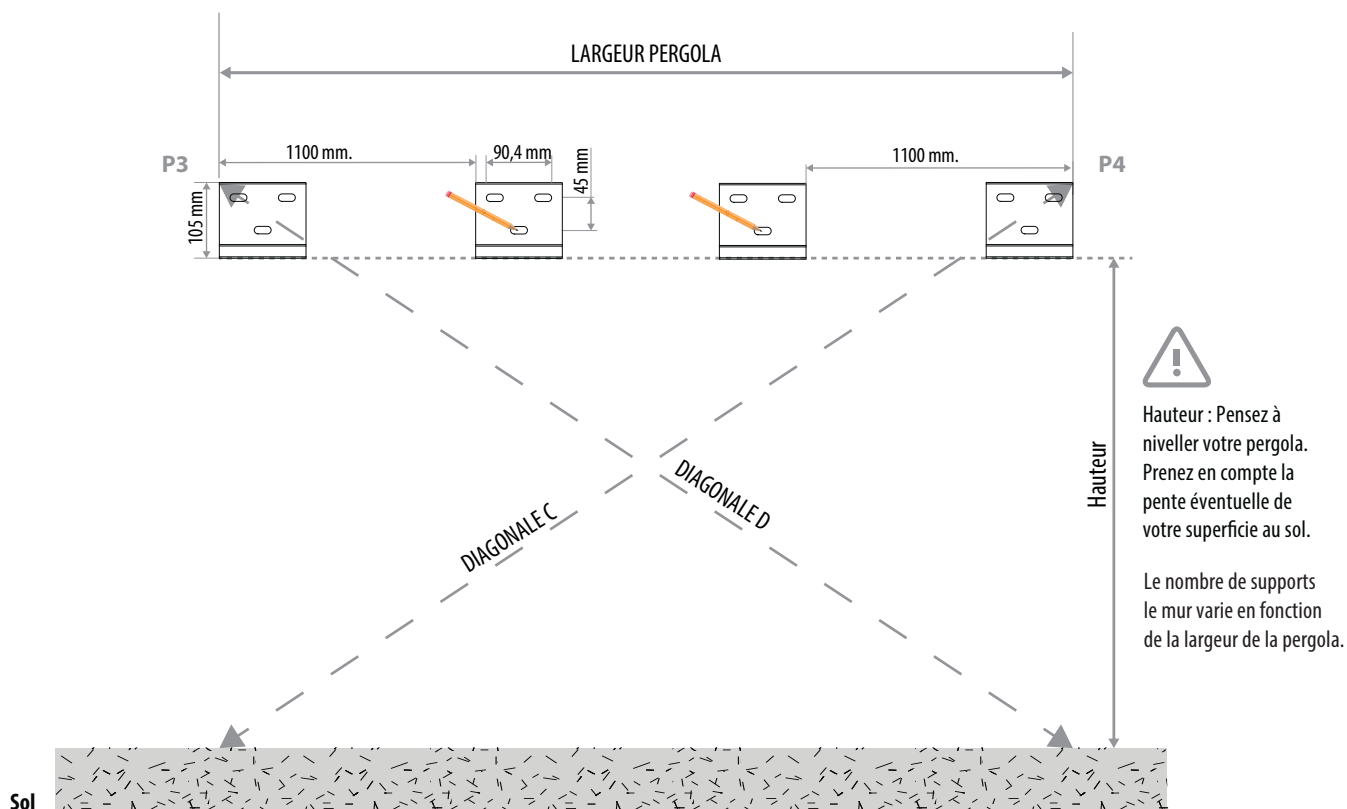 LARGEUR PERGOLA
P3
1100 mm.
90,4 mm
45 mm
1100 mm.
P4
105 mm
Hauteur
Hauteur : Pensez à
niveller votre pergola.
Prenez en compte la
pente éventuelle de
votre superficie au sol.
Le nombre de supports
le mur varie en fonction
de la largeur de la pergola.
DIAGONALE C
DIAGONALE D
Sol